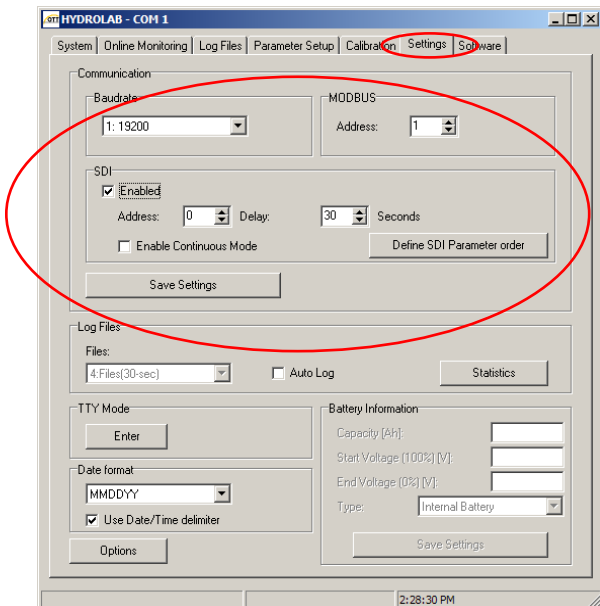 OTT HYDROLAB - COM 1
System Online Monitoring Log Files Parameter Setup Calibration Settings Software
Communication
Baudrate
1: 19200
MODBUS
Address: 1
SDI
Enabled
Address: 0 Delay: 30 Seconds
Enable Continuous Mode
Define SDI Parameter order
Save Settings
Log Files
Files:
4:Files(30-sec)
Auto Log
Statistics
TTY Mode
Enter
Date format
MMDDYY
Use Date/Time delimiter
Options
Battery Information
Capacity [Ah]:
Start Voltage (100%) [V]:
End Voltage (0%) [V]:
Type: Internal Battery
Save Settings
2:28:30 PM